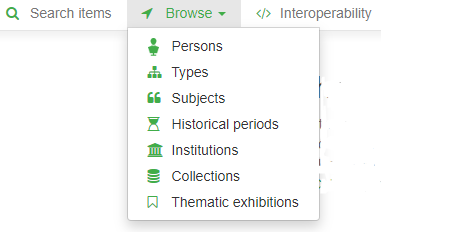 Search items Browse Interoperability
Persons
Types
Subjects
Historical periods
Institutions
Collections
Thematic exhibitions